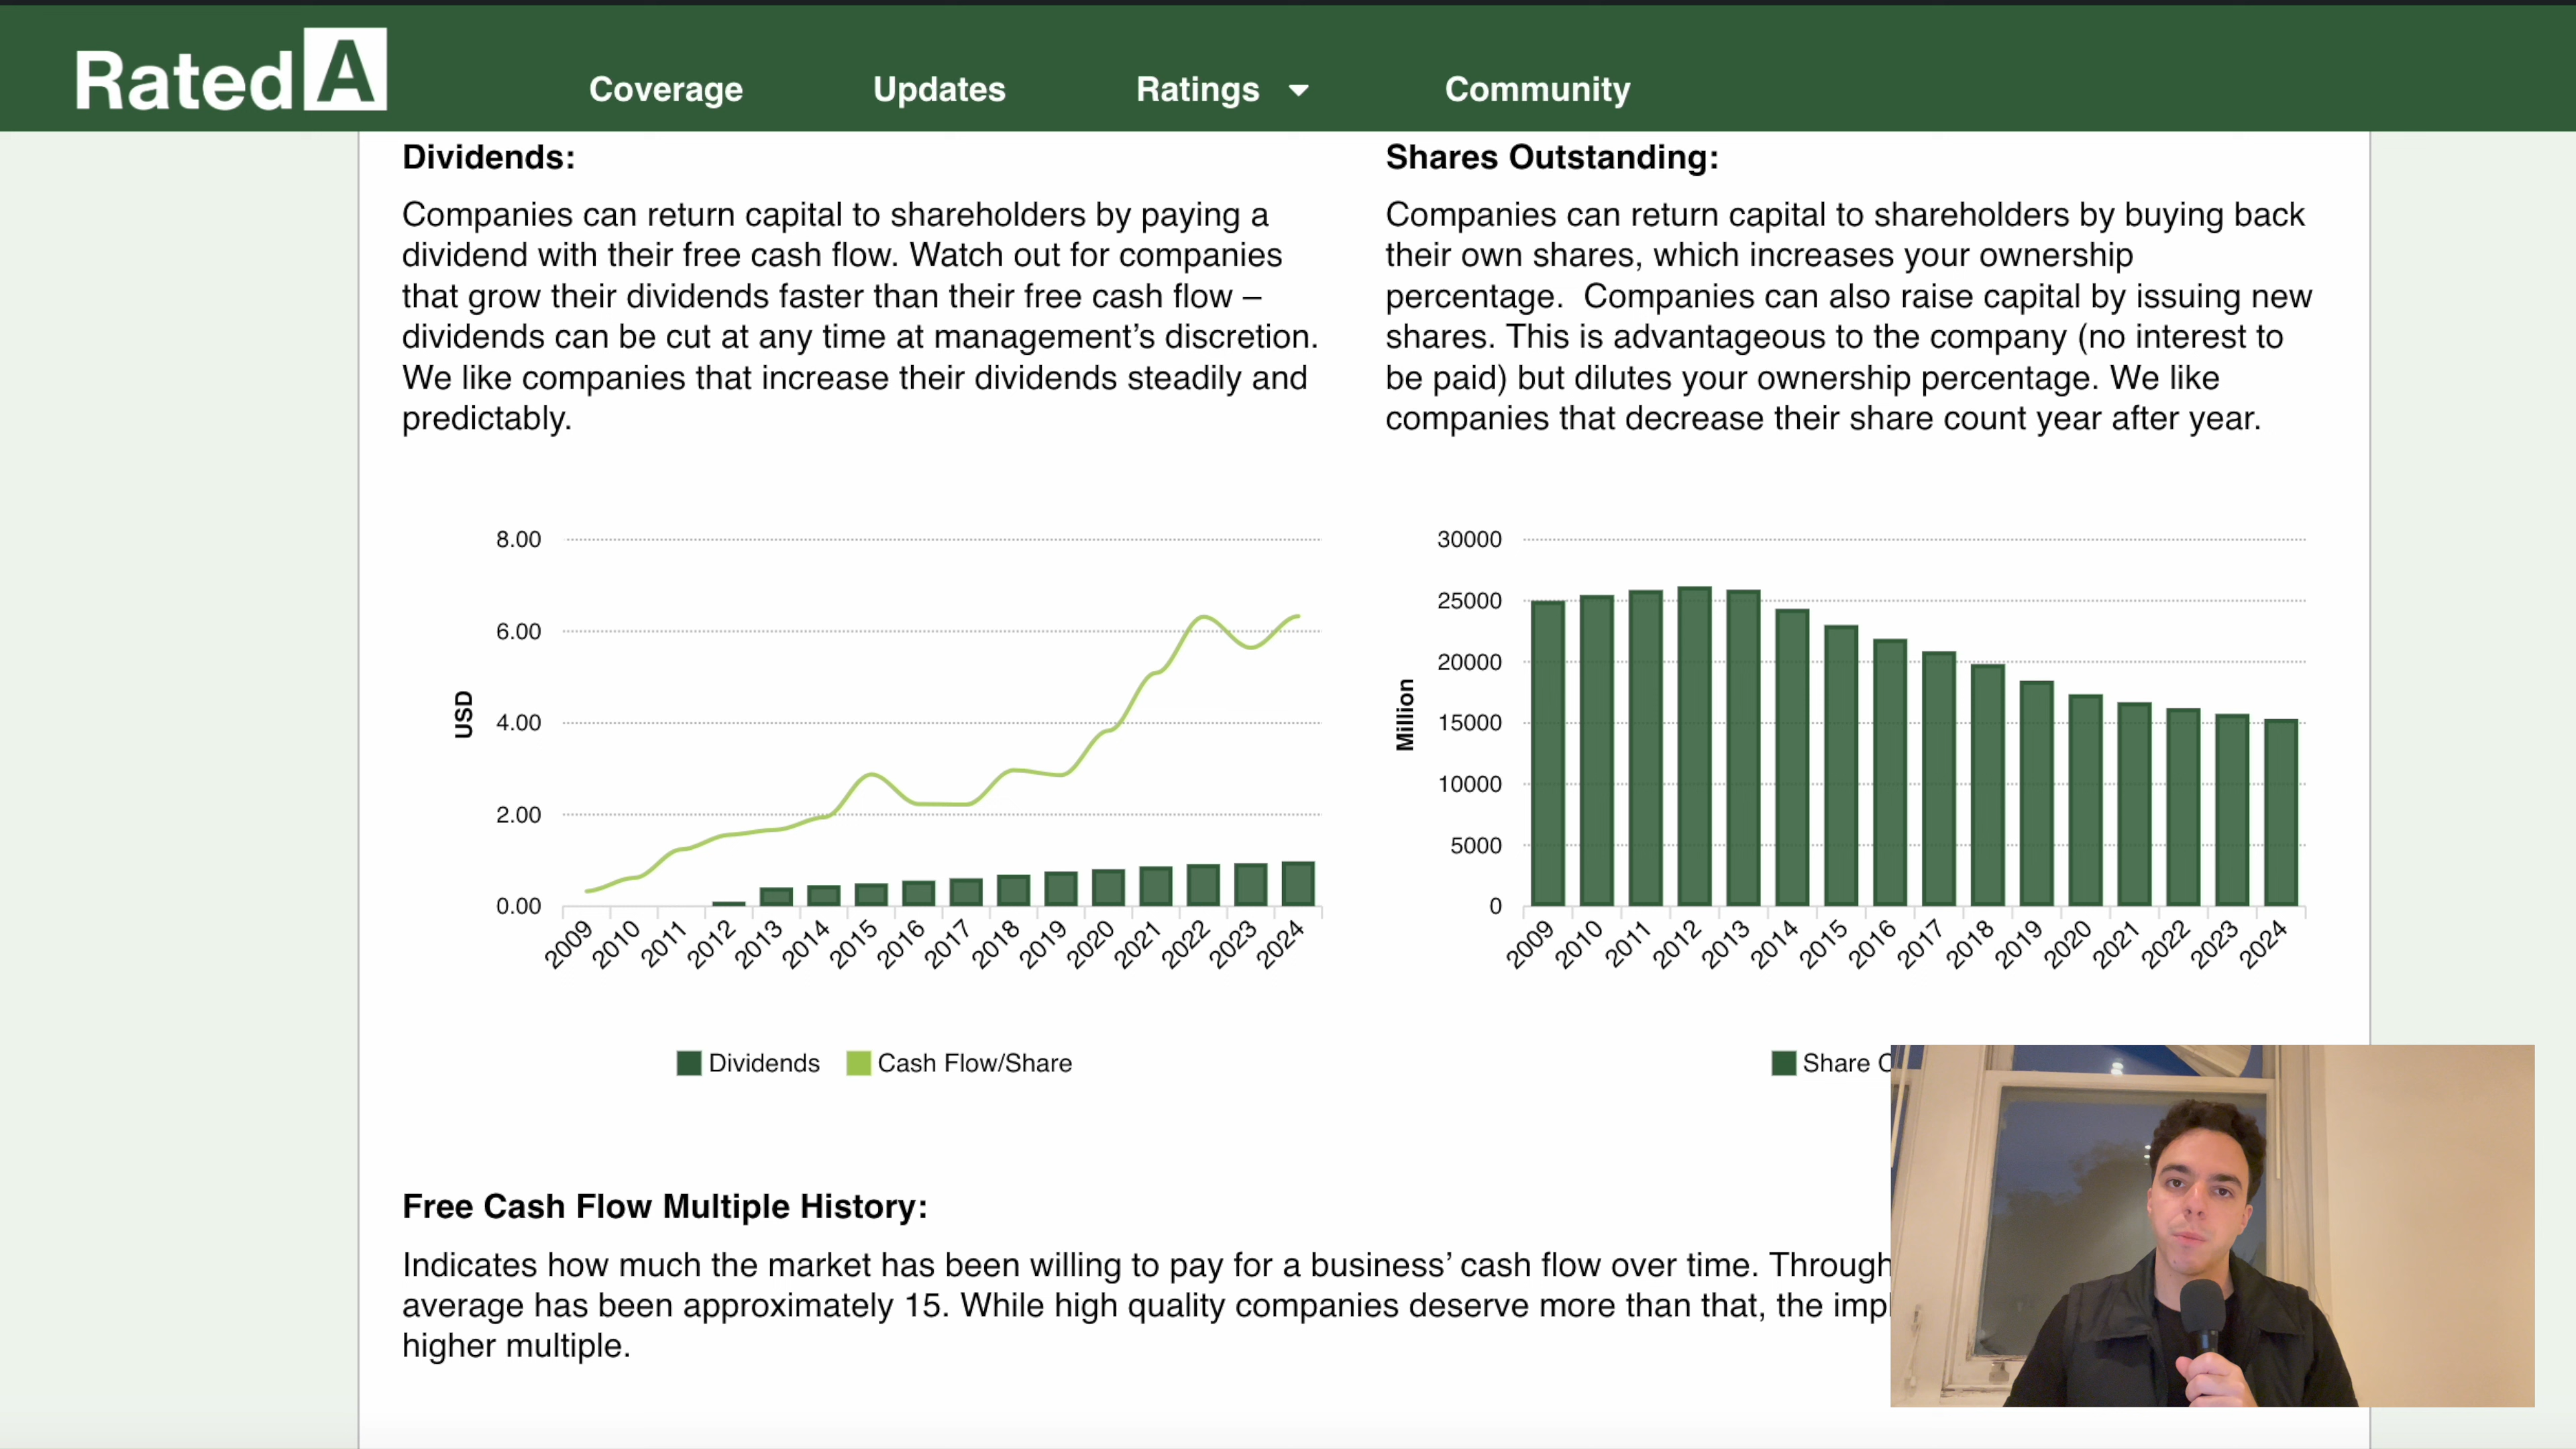 Rated A
Coverage
Updates
Ratings
Community
Dividends:
Companies can return capital to shareholders by paying a
dividend with their free cash flow. Watch out for companies
that grow their dividends faster than their free cash flow –
dividends can be cut at any time at management’s discretion.
We like companies that increase their dividends steadily and
predictably.
Shares Outstanding:
Companies can return capital to shareholders by buying back
their own shares, which increases your ownership
percentage.  Companies can also raise capital by issuing new
shares. This is advantageous to the company (no interest to
be paid) but dilutes your ownership percentage. We like
companies that decrease their share count year after year.
8.00
6.00
4.00
2.00
0.00
USD
2009 2010 2011 2012 2013 2014 2015 2016 2017 2018 2019 2020 2021 2022 2023 2024
Dividends
Cash Flow/Share
30000
25000
20000
15000
10000
5000
0
Million
2009 2010 2011 2012 2013 2014 2015 2016 2017 2018 2019 2020 2021 2022 2023 2024
Share
Free Cash Flow Multiple History:
Indicates how much the market has been willing to pay for a business’ cash flow over time. Through
average has been approximately 15. While high quality companies deserve more than that, the
higher multiple.